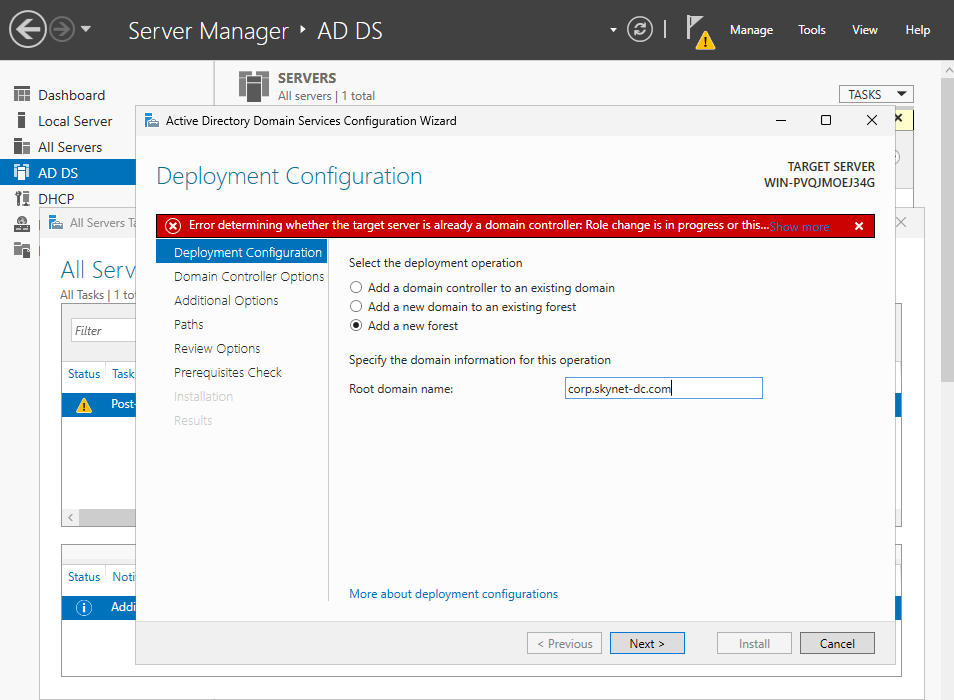 Server Manager ‣ AD DS
Manage Tools View Help
Dashboard
Local Server
All Servers
AD DS
DHCP
SERVERS
All servers | 1 total
TASKS
All Servers Ta
All Serv
All Tasks | 1 to
Filter
Status Task
Post-
Status Noti
Addi
Active Directory Domain Services Configuration Wizard
Deployment Configuration
TARGET SERVER
WIN-PVQJMOEJ34G
Error determining whether the target server is already a domain controller: Role change is in progress or this... Show more
Deployment Configuration
Domain Controller Options
Additional Options
Paths
Review Options
Prerequisites Check
Installation
Results
Select the deployment operation
Add a domain controller to an existing domain
Add a new domain to an existing forest
Add a new forest
Specify the domain information for this operation
Root domain name: corp.skynet-dc.com
More about deployment configurations
< Previous Next > Install Cancel